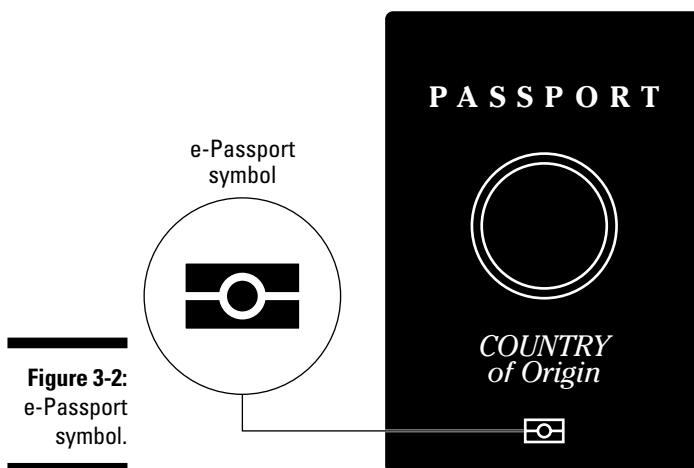 PASSPORT
e-Passport
symbol
COUNTRY
of Origin
Figure 3-2:
e-Passport
symbol.